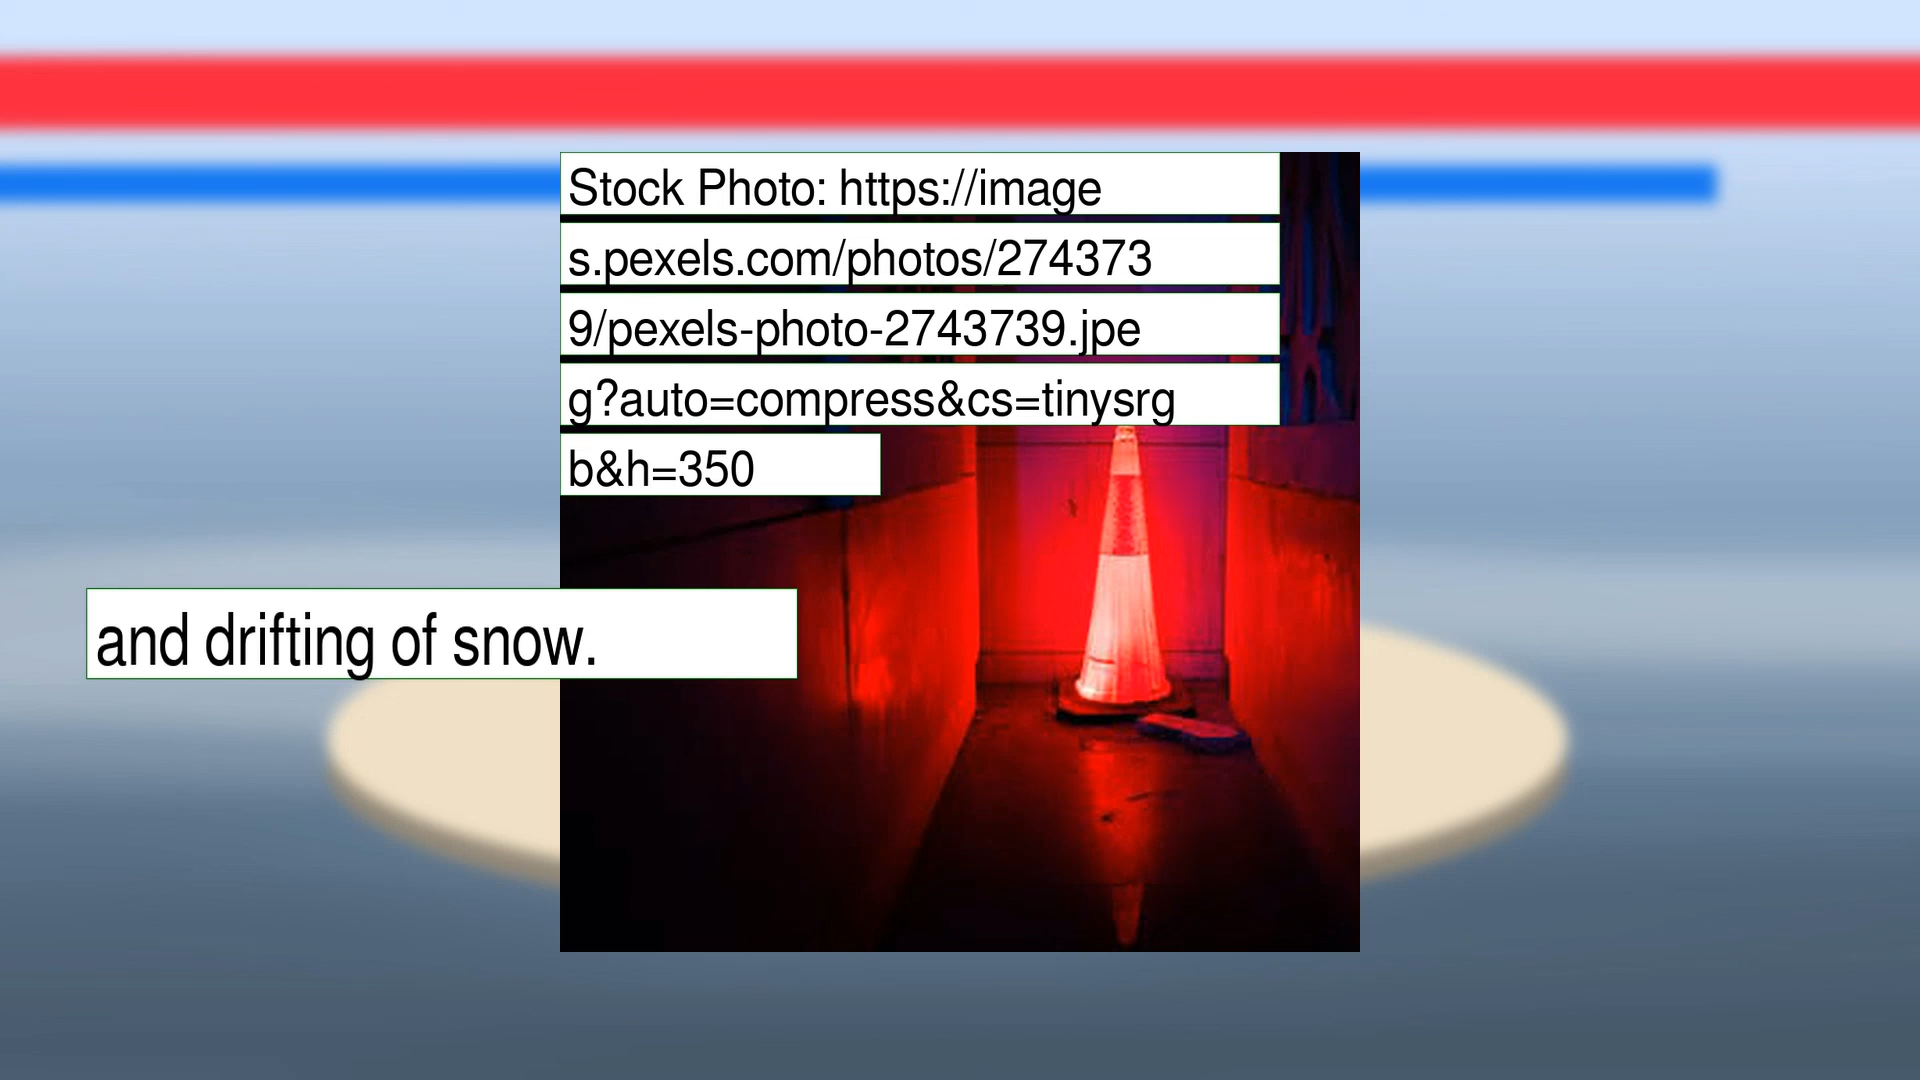 Stock Photo: https://image
s.pexels.com/photos/274373
9/pexels-photo-2743739.jpe
g?auto=compress&cs=tinysrg
b&h=350
and drifting of snow.